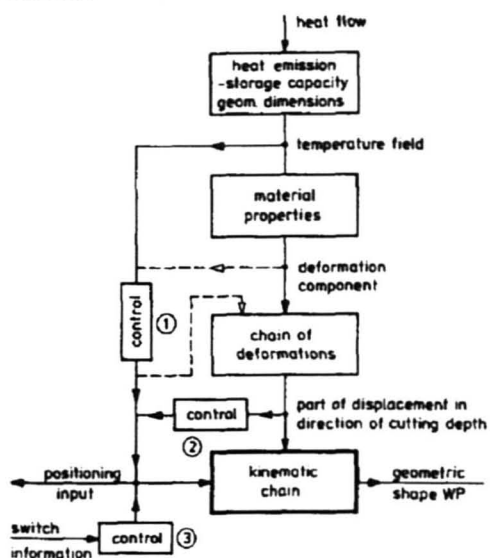 heat flow
heat emission
-storage capacity
geom. dimensions
temperature field
material
properties
deformation
component
control
①
chain of
deformations
part of displacement in
direction of cutting depth
control
②
positioning
input
kinematic
chain
geometric
shape WP
switch
information
control
③